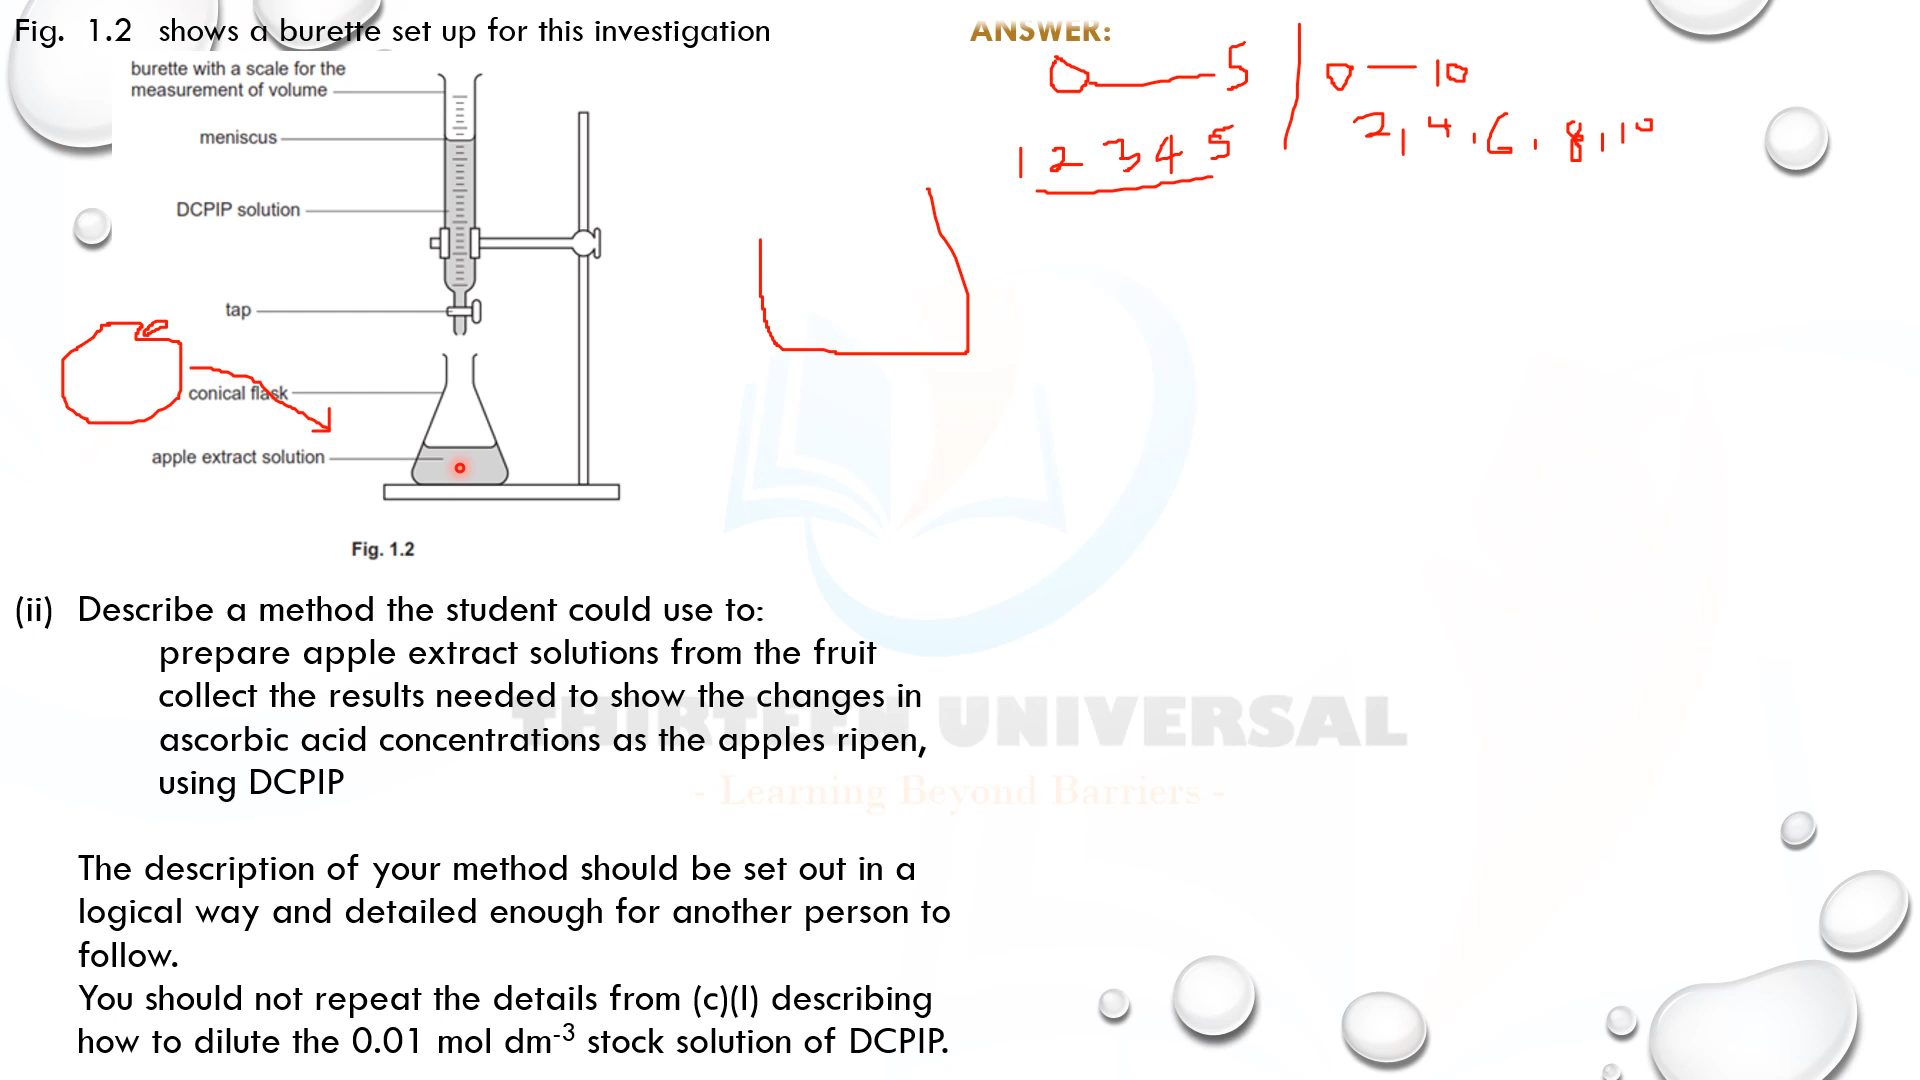 Fig. 1.2 shows a burette set up for this investigation
burette with a scale for the
measurement of volume
meniscus
DCPIP solution
tap
conical flask
apple extract solution
Fig. 1.2
(ii) Describe a method the student could use to:
prepare apple extract solutions from the fruit
collect the results needed to show the changes in
ascorbic acid concentrations as the apples ripen,
using DCPIP
The description of your method should be set out in a
logical way and detailed enough for another person to
follow.
You should not repeat the details from (c)(I) describing
how to dilute the 0.01 mol dm⁻³ stock solution of DCPIP.
ANSWER:
0 — 5
1 2 3 4 5
0 — 10
2, 4, 6, 8, 10
THIRTEEN UNIVERSAL
- Learning Beyond Barriers -